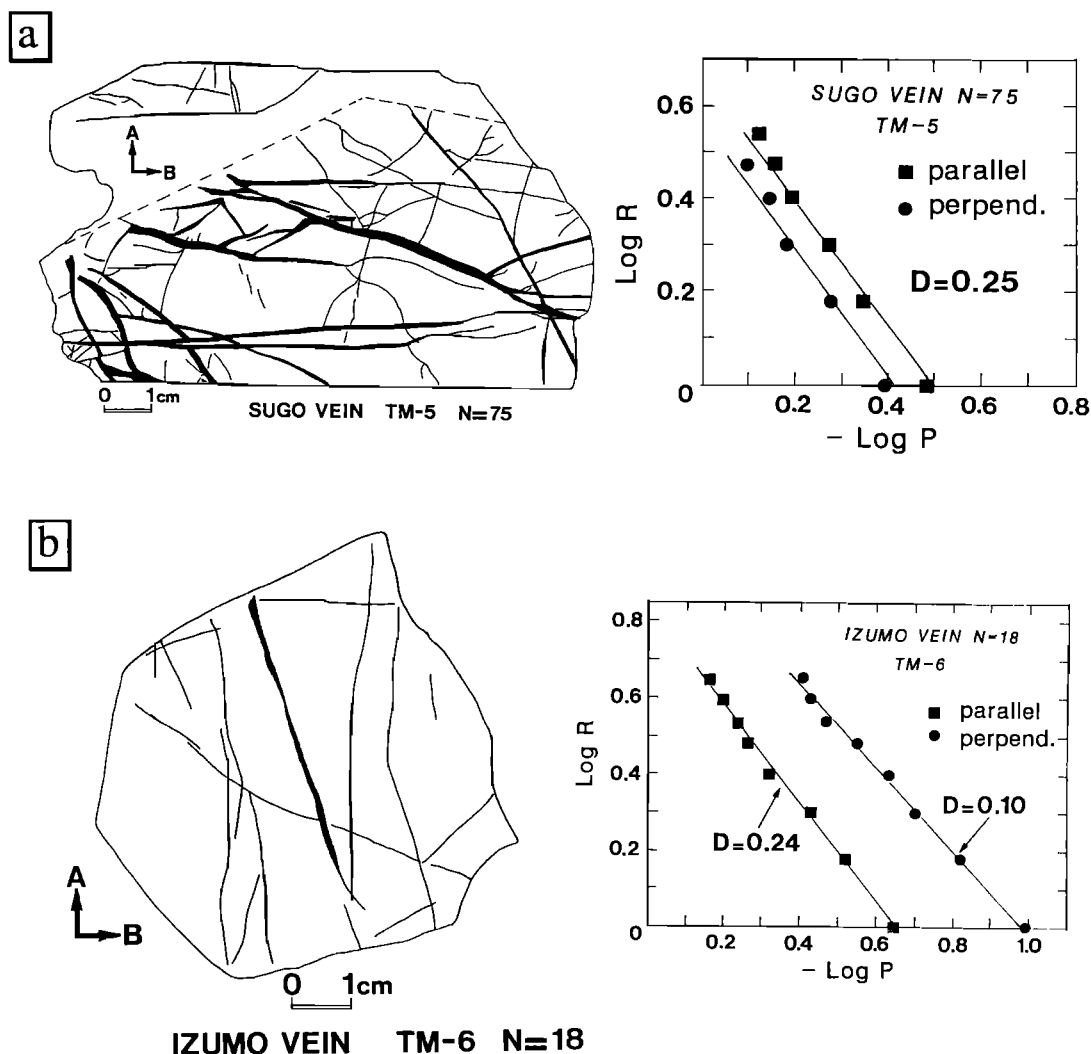 a
A
B
0 1cm
SUGO VEIN TM-5 N=75
SUGO VEIN N=75
TM-5
■ parallel
● perpend.
D=0.25
Log R
0.6
0.4
0.2
0
0.2 0.4 0.6 0.8
– Log P
b
A
B
0 1cm
IZUMO VEIN TM-6 N=18
IZUMO VEIN N=18
TM-6
■ parallel
● perpend.
D=0.10
D=0.24
Log R
0.8
0.6
0.4
0.2
0
0.2 0.4 0.6 0.8 1.0
– Log P